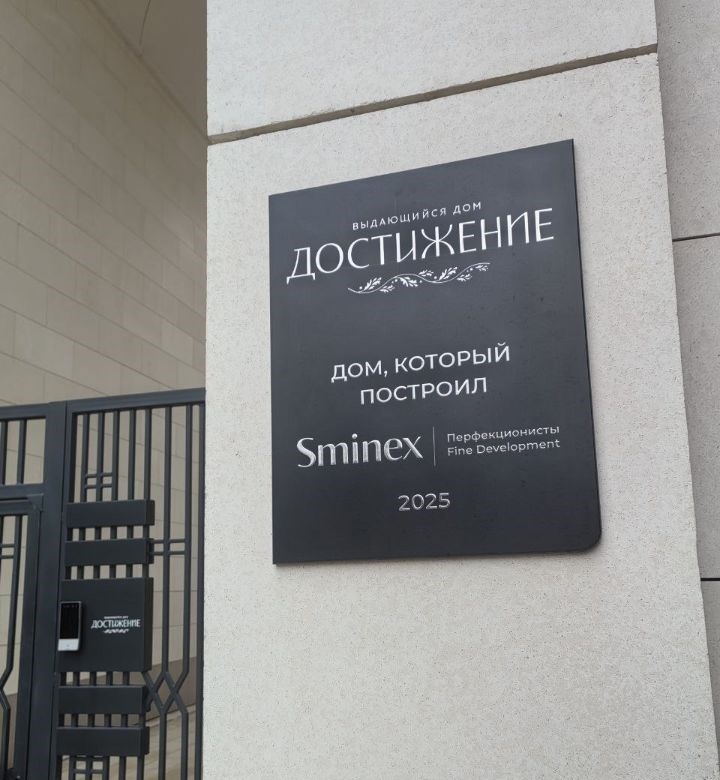 ВЫДАЮЩИЙСЯ ДОМ
ДОСТИЖЕНИЕ
ДОМ, КОТОРЫЙ
ПОСТРОИЛ
Sminex
Перфекционисты
Fine Development
2025
ДОСТИЖЕНИЕ